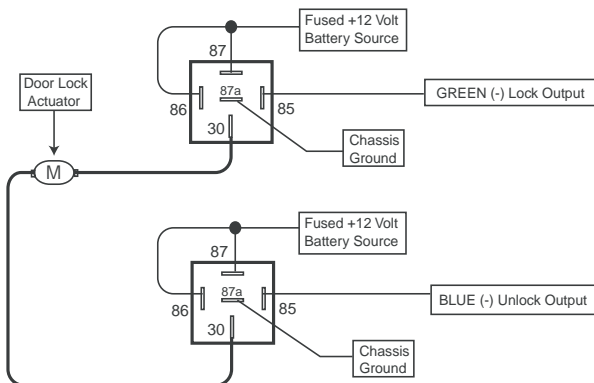 Fused +12 Volt
Battery Source
87
Door Lock
Actuator
87a
86
85
GREEN (-) Lock Output
30
Chassis
Ground
M
Fused +12 Volt
Battery Source
87
87a
86
85
BLUE (-) Unlock Output
30
Chassis
Ground